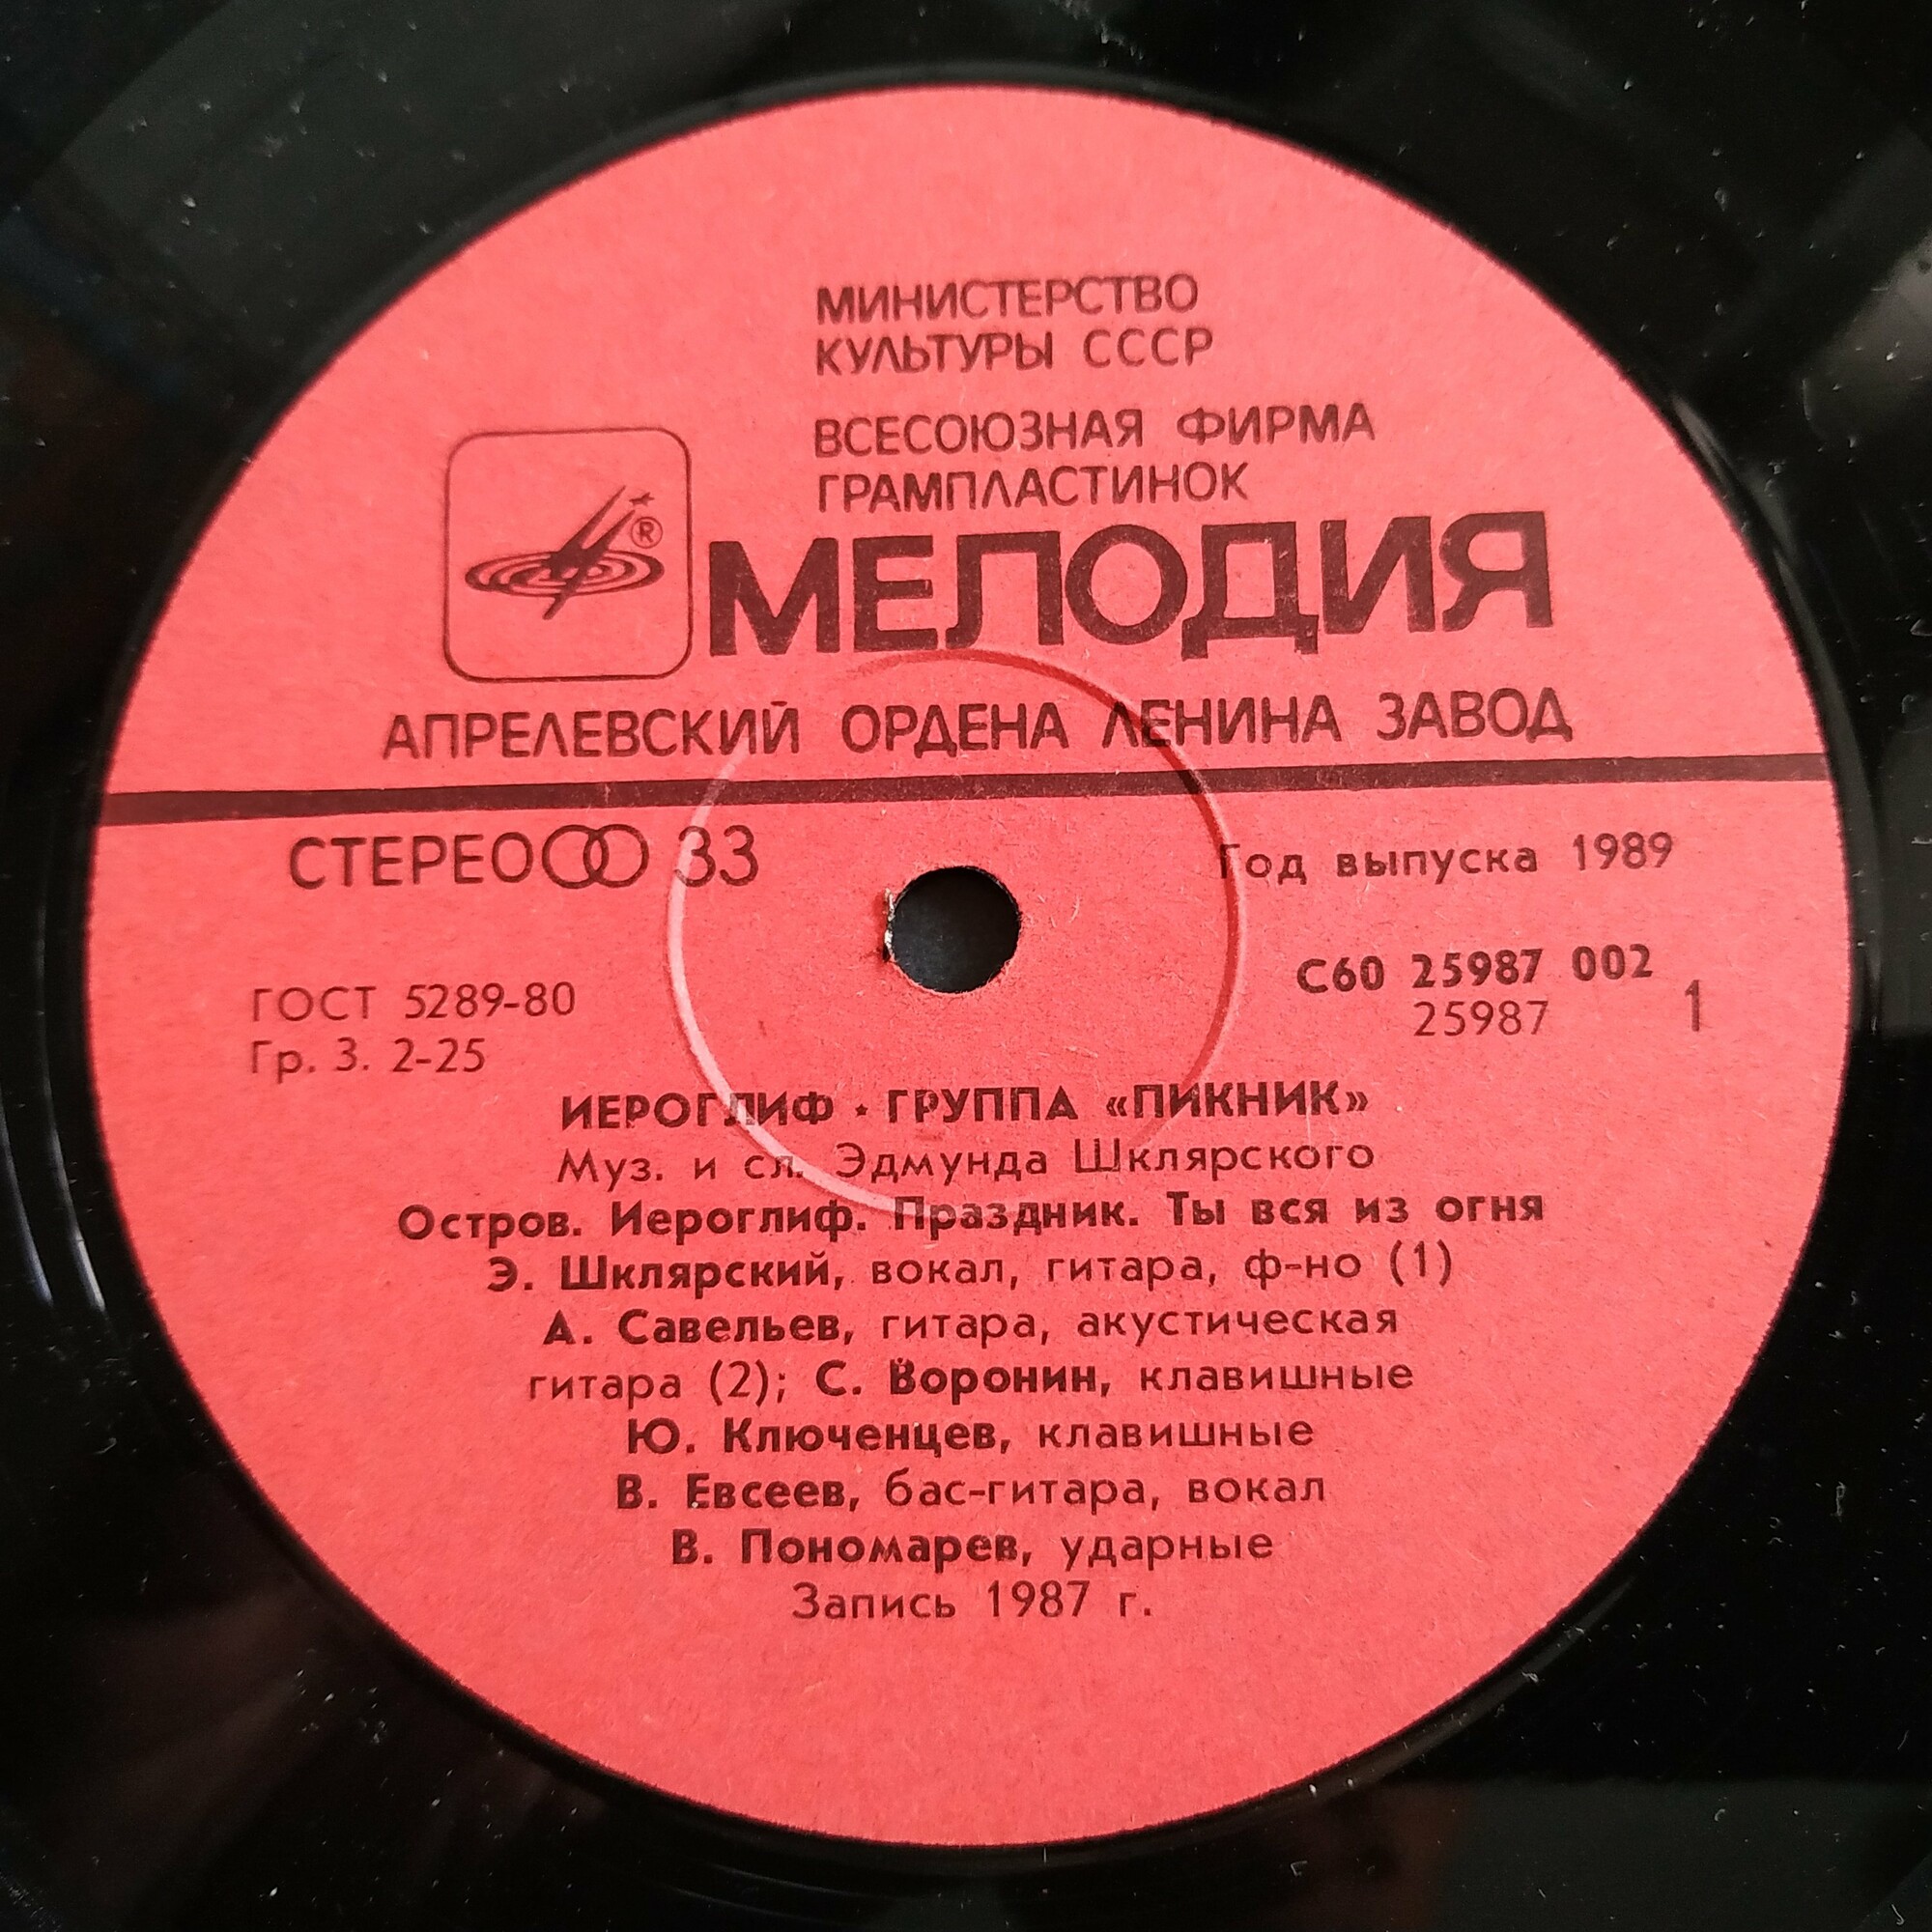 МИНИСТЕРСТВО
КУЛЬТУРЫ СССР
ВСЕСОЮЗНАЯ ФИРМА
ГРАМПЛАСТИНОК
®
МЕЛОДИЯ
АПРЕЛЕВСКИЙ ОРДЕНА ЛЕНИНА ЗАВОД
СТЕРЕО 33
Год выпуска 1989
ГОСТ 5289-80
Гр. 3. 2-25
С60 25987 002
25987
1
ИЕРОГЛИФ ⋆ ГРУППА «ПИКНИК»
Муз. и сл. Эдмунда Шклярского
Остров. Иероглиф. Праздник. Ты вся из огня
Э. Шклярский, вокал, гитара, ф-но (1)
А. Савельев, гитара, акустическая
гитара (2); С. Воронин, клавишные
Ю. Ключенцев, клавишные
В. Евсеев, бас-гитара, вокал
В. Пономарев, ударные
Запись 1987 г.